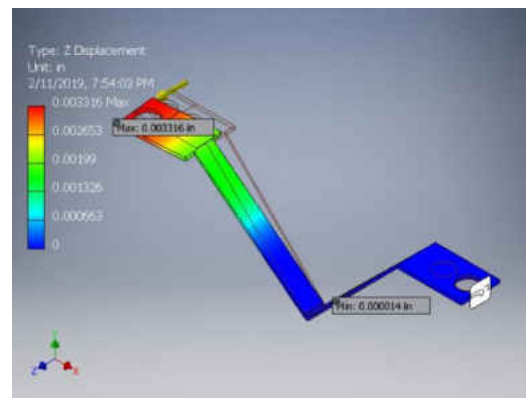 Type: Z Displacement
Unit: in
2/11/2019, 7:54:03 PM
0.003316 Max
Max: 0.003316 in
0.002653
0.00199
0.001326
0.000663
0
Min: 0.000014 in
Z
X